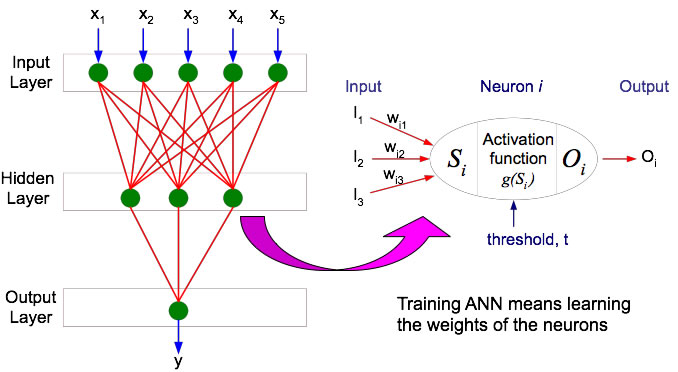 x1 x2 x3 x4 x5
Input
Layer
Hidden
Layer
Output
Layer
y
Input Neuron i Output
I1 wi1
I2 wi2
I3 wi3
Si
Activation
function
g(Si)
Oi
Oi
threshold, t
Training ANN means learning
the weights of the neurons